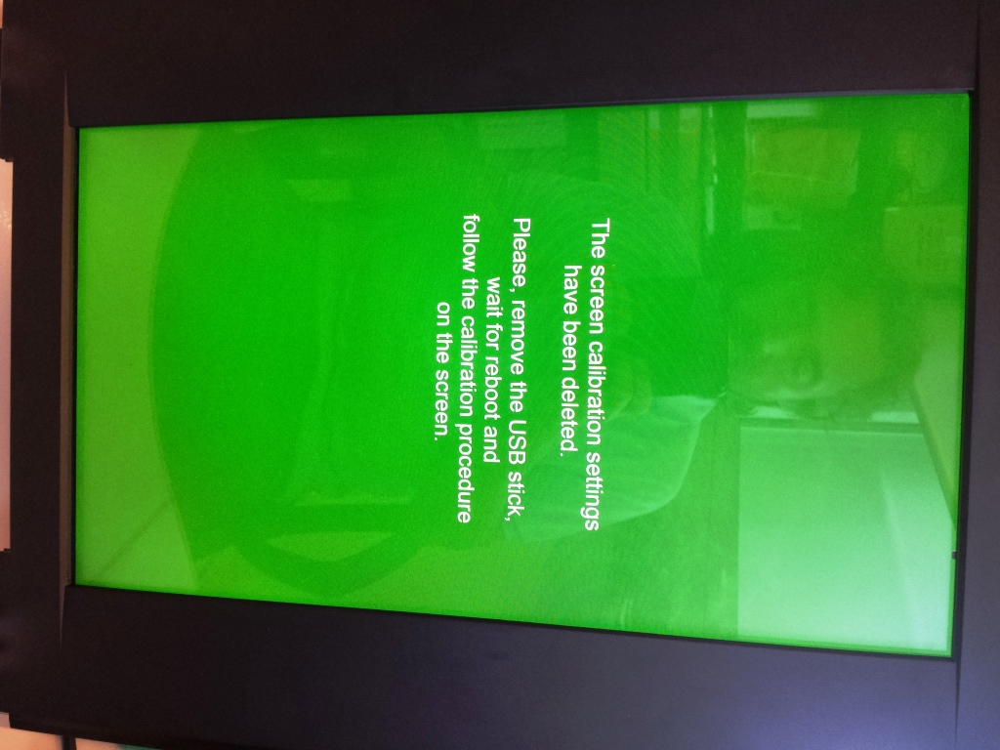 The screen calibration settings
have been deleted.
Please, remove the USB stick,
wait for reboot and
follow the calibration procedure
on the screen.